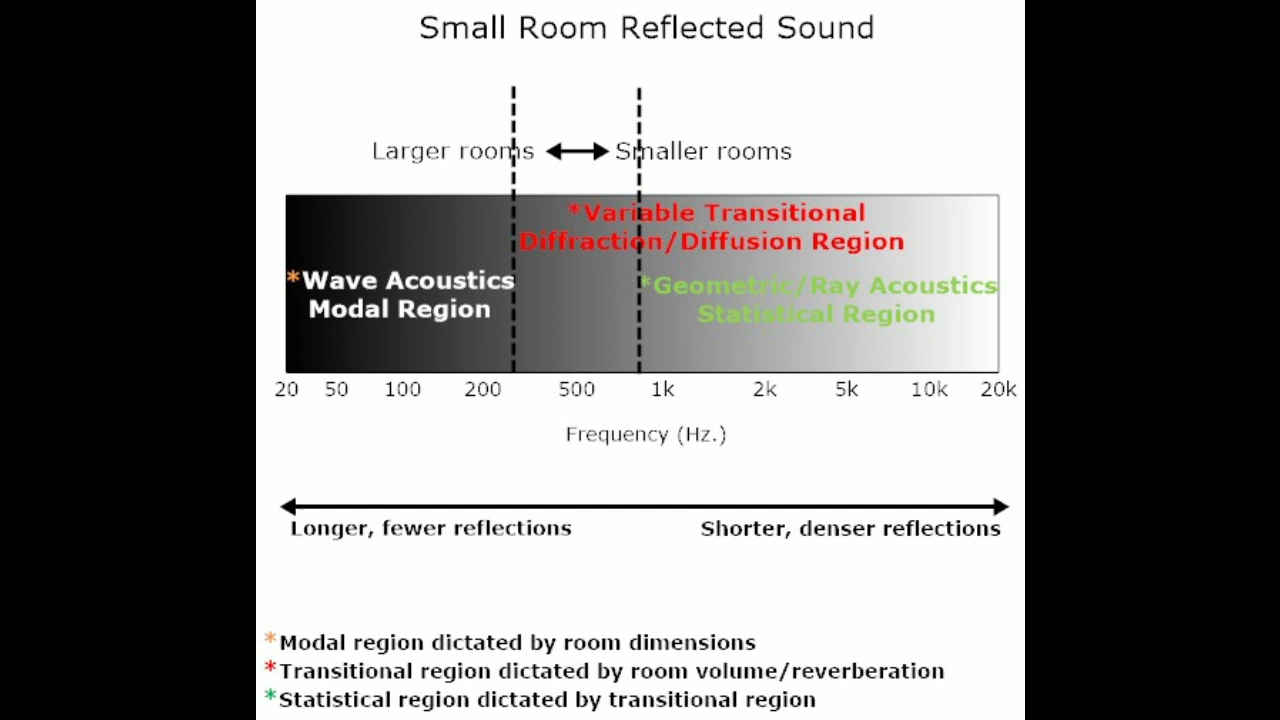 Small Room Reflected Sound
Larger rooms Smaller rooms
*Variable Transitional
Diffraction/Diffusion Region
*Wave Acoustics
Modal Region
*Geometric/Ray Acoustics
Statistical Region
20 50 100 200 500 1k 2k 5k 10k 20k
Frequency (Hz.)
Longer, fewer reflections Shorter, denser reflections
*Modal region dictated by room dimensions
*Transitional region dictated by room volume/reverberation
*Statistical region dictated by transitional region